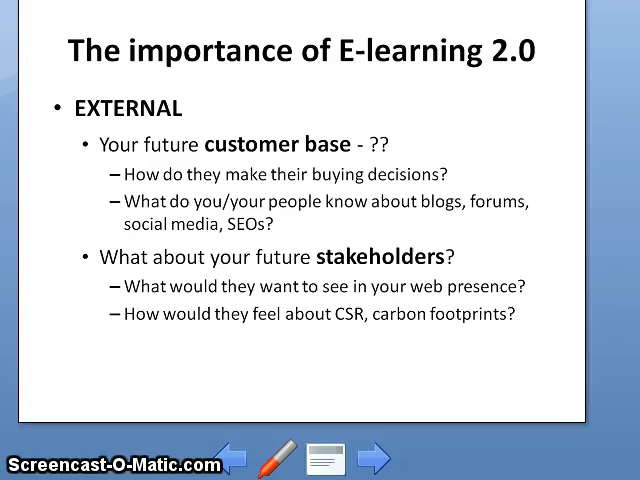 The importance of E-learning 2.0
• EXTERNAL
• Your future customer base - ??
– How do they make their buying decisions?
– What do you/your people know about blogs, forums,
social media, SEOs?
• What about your future stakeholders?
– What would they want to see in your web presence?
– How would they feel about CSR, carbon footprints?
Screencast-O-Matic.com